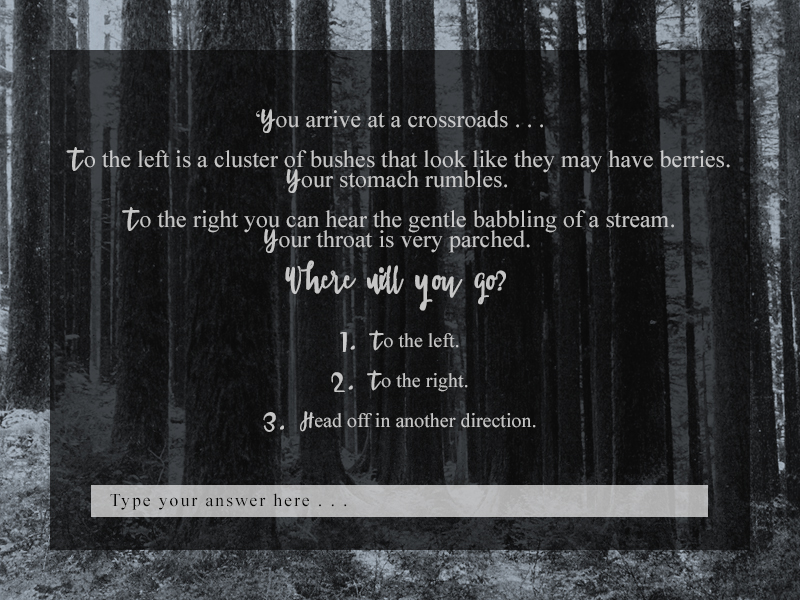 You arrive at a crossroads . . .
To the left is a cluster of bushes that look like they may have berries.
Your stomach rumbles.
To the right you can hear the gentle babbling of a stream.
Your throat is very parched.
Where will you go?
1. To the left.
2. To the right.
3. Head off in another direction.
Type your answer here . . .